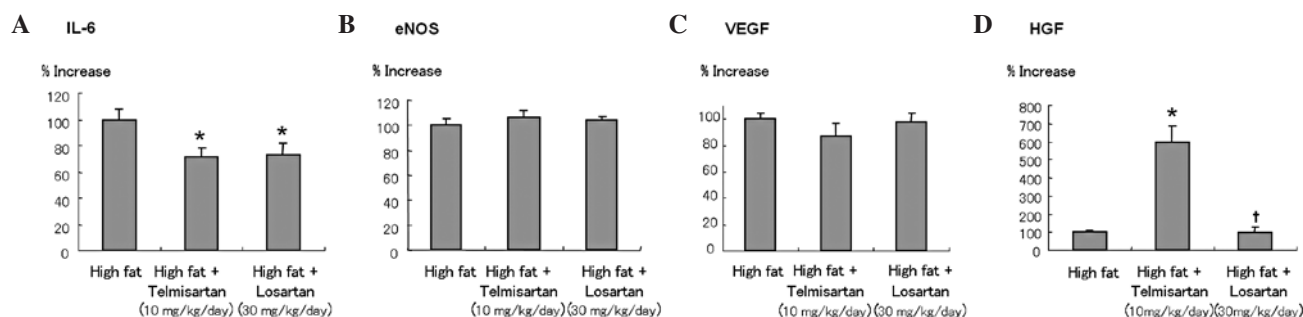 A IL-6
% Increase
120
100
80
60
40
20
0
*
*
High fat High fat + High fat +
Telmisartan Losartan
(10 mg/kg/day) (30 mg/kg/day)
B eNOS
% Increase
120
100
80
60
40
20
0
High fat High fat + High fat +
Telmisartan Losartan
(10 mg/kg/day) (30 mg/kg/day)
C VEGF
% Increase
120
100
80
60
40
20
0
High fat High fat + High fat +
Telmisartan Losartan
(10 mg/kg/day) (30 mg/kg/day)
D HGF
% Increase
800
700
600
500
400
300
200
100
0
*
†
High fat High fat + High fat +
Telmisartan Losartan
(10mg/kg/day) (30mg/kg/day)